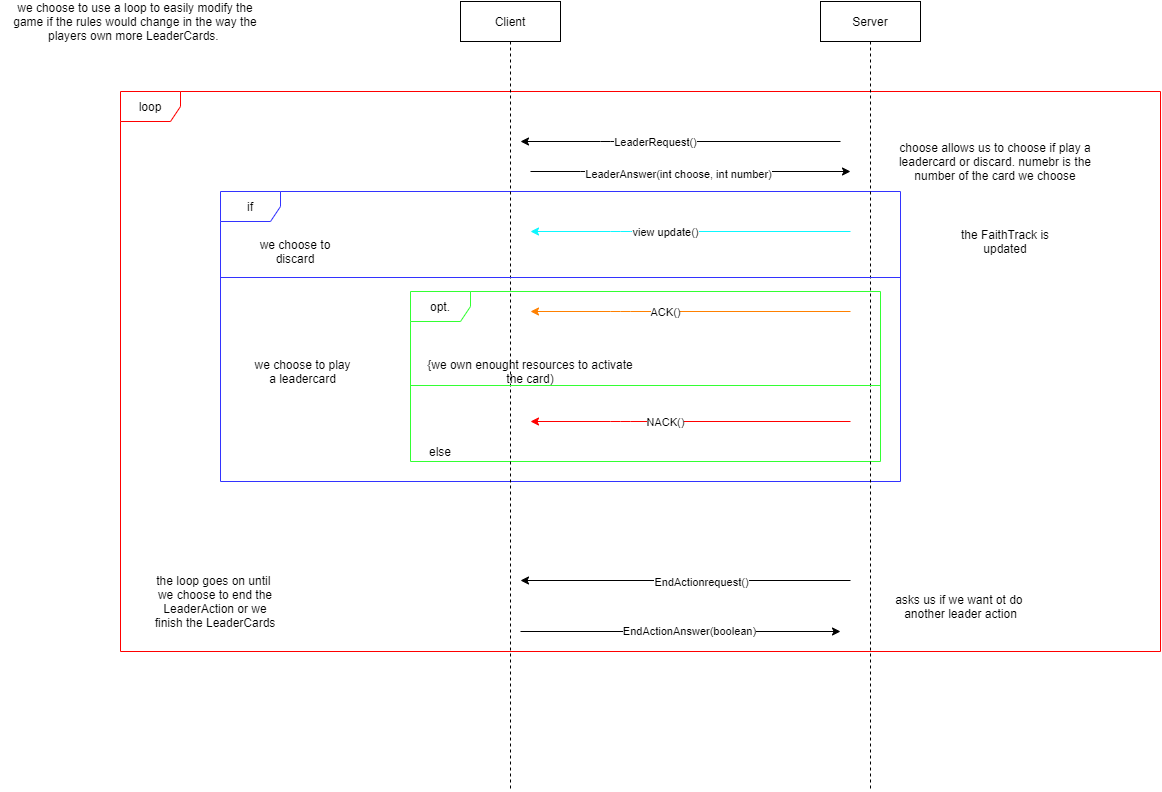 we choose to use a loop to easily modify the
game if the rules would change in the way the
players own more LeaderCards.
Client
Server
loop
LeaderRequest()
LeaderAnswer(int choose, int number)
choose allows us to choose if play a
leadercard or discard. numebr is the
number of the card we choose
if
we choose to
discard
view update()
the FaithTrack is
updated
opt.
ACK()
we choose to play
a leadercard
{we own enought resources to activate
the card)
NACK()
else
the loop goes on until
we choose to end the
LeaderAction or we
finish the LeaderCards
EndActionrequest()
asks us if we want ot do
another leader action
EndActionAnswer(boolean)